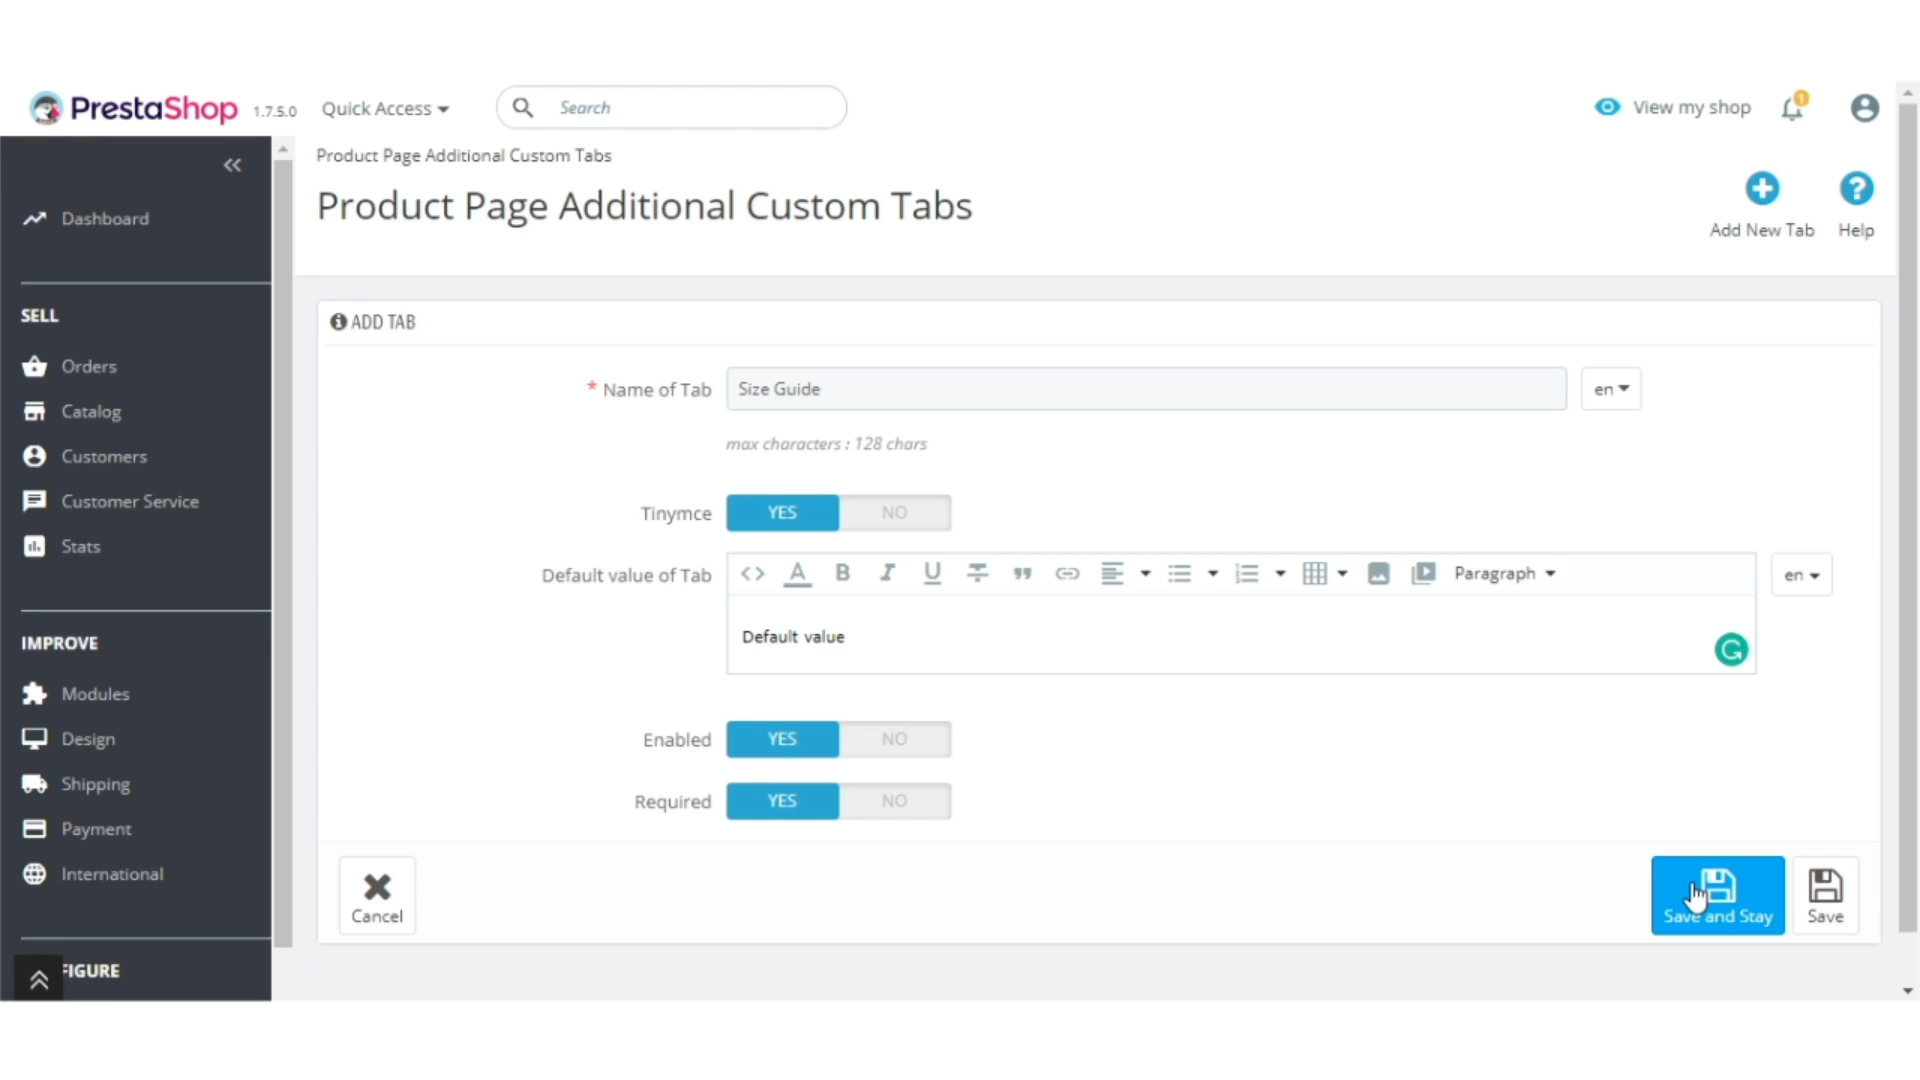 PrestaShop 1.7.5.0 Quick Access Search View my shop 1
Product Page Additional Custom Tabs
Product Page Additional Custom Tabs
Add New Tab Help
Dashboard
SELL
Orders
Catalog
Customers
Customer Service
Stats
IMPROVE
Modules
Design
Shipping
Payment
International
FIGURE
ADD TAB
* Name of Tab Size Guide en
max characters : 128 chars
Tinymce YES NO
Default value of Tab A B I U Paragraph en
Default value
Enabled YES NO
Required YES NO
Cancel Save and Stay Save